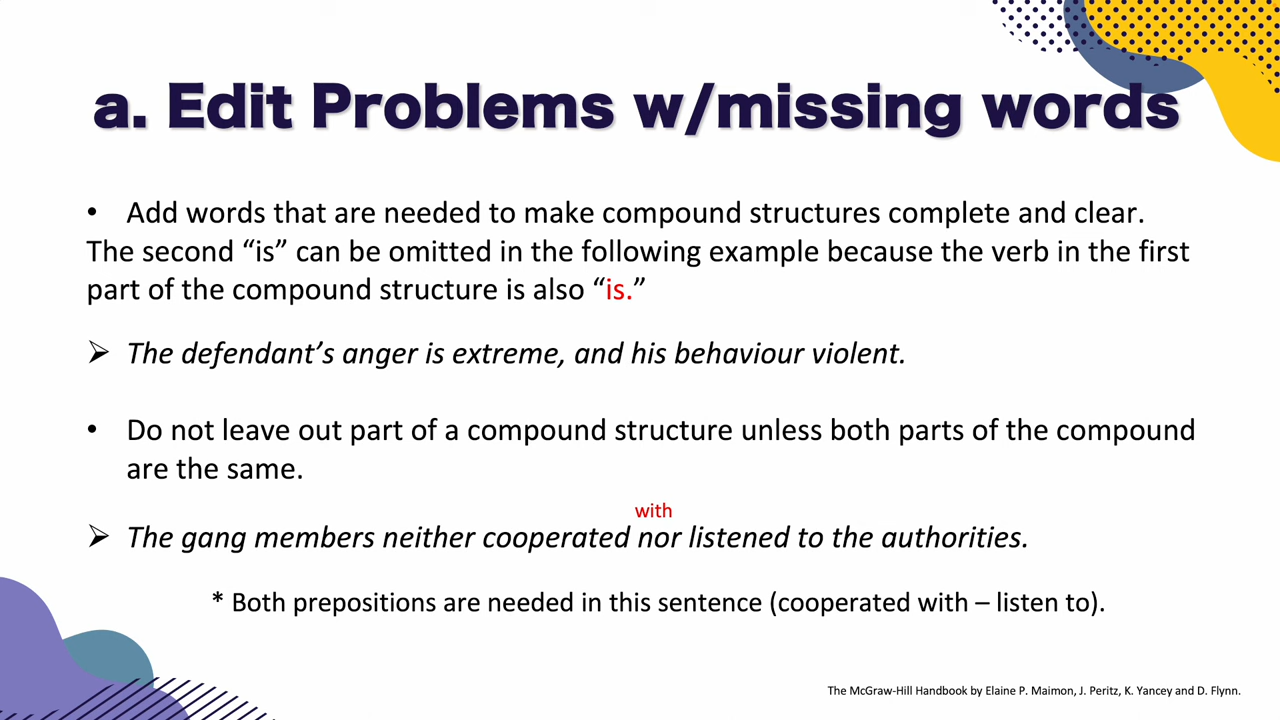 a. Edit Problems w/missing words
• Add words that are needed to make compound structures complete and clear.
The second “is” can be omitted in the following example because the verb in the first
part of the compound structure is also “is.”
➢ The defendant’s anger is extreme, and his behaviour violent.
• Do not leave out part of a compound structure unless both parts of the compound
are the same.
with
➢ The gang members neither cooperated nor listened to the authorities.
* Both prepositions are needed in this sentence (cooperated with – listen to).
The McGraw-Hill Handbook by Elaine P. Maimon, J. Peritz, K. Yancey and D. Flynn.